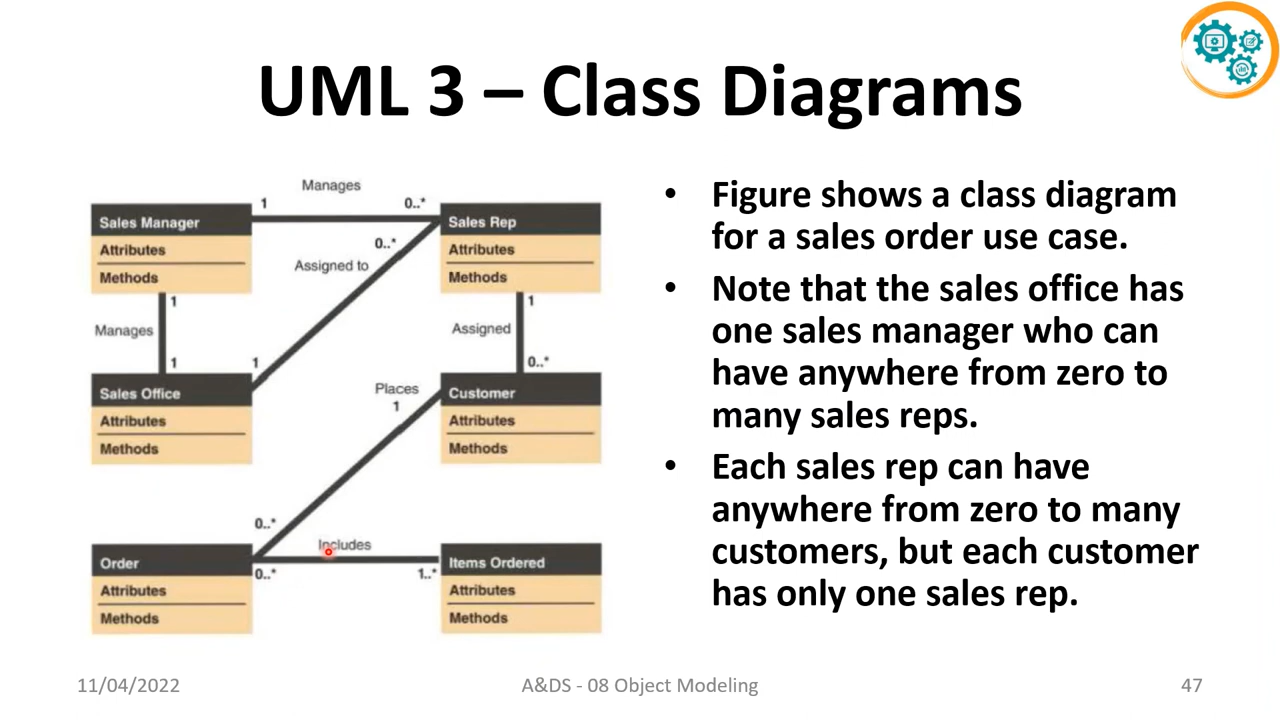 UML 3 – Class Diagrams
Manages
1
0..*
Sales Manager
Attributes
Methods
Sales Rep
Attributes
Methods
0..*
Assigned to
1
1
Manages
1
1
Assigned
0..*
Sales Office
Attributes
Methods
Places
1
Customer
Attributes
Methods
0..*
Includes
Order
Attributes
Methods
0..*
1..*
Items Ordered
Attributes
Methods
• Figure shows a class diagram
for a sales order use case.
• Note that the sales office has
one sales manager who can
have anywhere from zero to
many sales reps.
• Each sales rep can have
anywhere from zero to many
customers, but each customer
has only one sales rep.
11/04/2022
A&DS - 08 Object Modeling
47